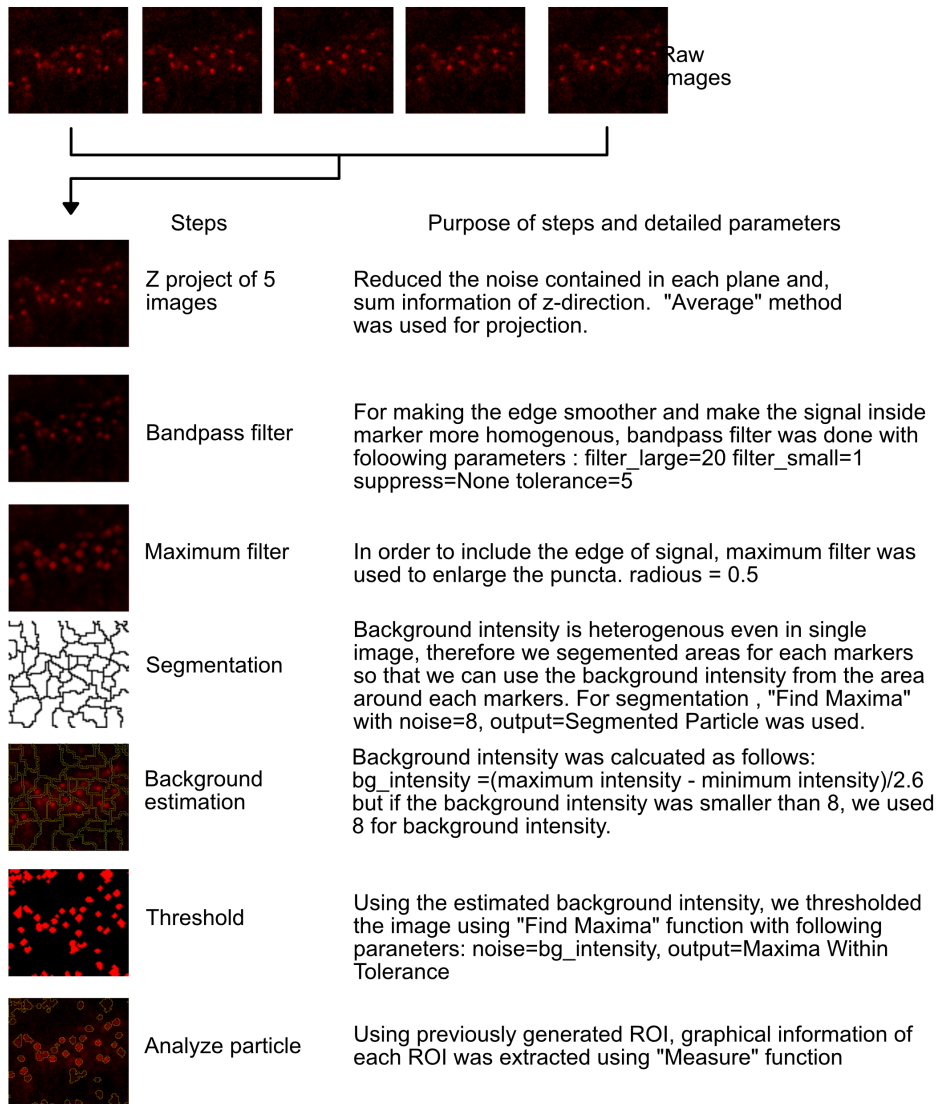 Raw
images
Steps
Purpose of steps and detailed parameters
Z project of 5
images
Reduced the noise contained in each plane and,
sum information of z-direction.  "Average" method
was used for projection.
Bandpass filter
For making the edge smoother and make the signal inside
marker more homogenous, bandpass filter was done with
foloowing parameters : filter_large=20 filter_small=1
suppress=None tolerance=5
Maximum filter
In order to include the edge of signal, maximum filter was
used to enlarge the puncta. radious = 0.5
Segmentation
Background intensity is heterogenous even in single
image, therefore we segemented areas for each markers
so that we can use the background intensity from the area
around each markers. For segmentation , "Find Maxima"
with noise=8, output=Segmented Particle was used.
Background
estimation
Background intensity was calcuated as follows:
bg_intensity =(maximum intensity - minimum intensity)/2.6
but if the background intensity was smaller than 8, we used
8 for background intensity.
Threshold
Using the estimated background intensity, we thresholded
the image using "Find Maxima" function with following
paraneters: noise=bg_intensity, output=Maxima Within
Tolerance
Analyze particle
Using previously generated ROI, graphical information of
each ROI was extracted using "Measure" function